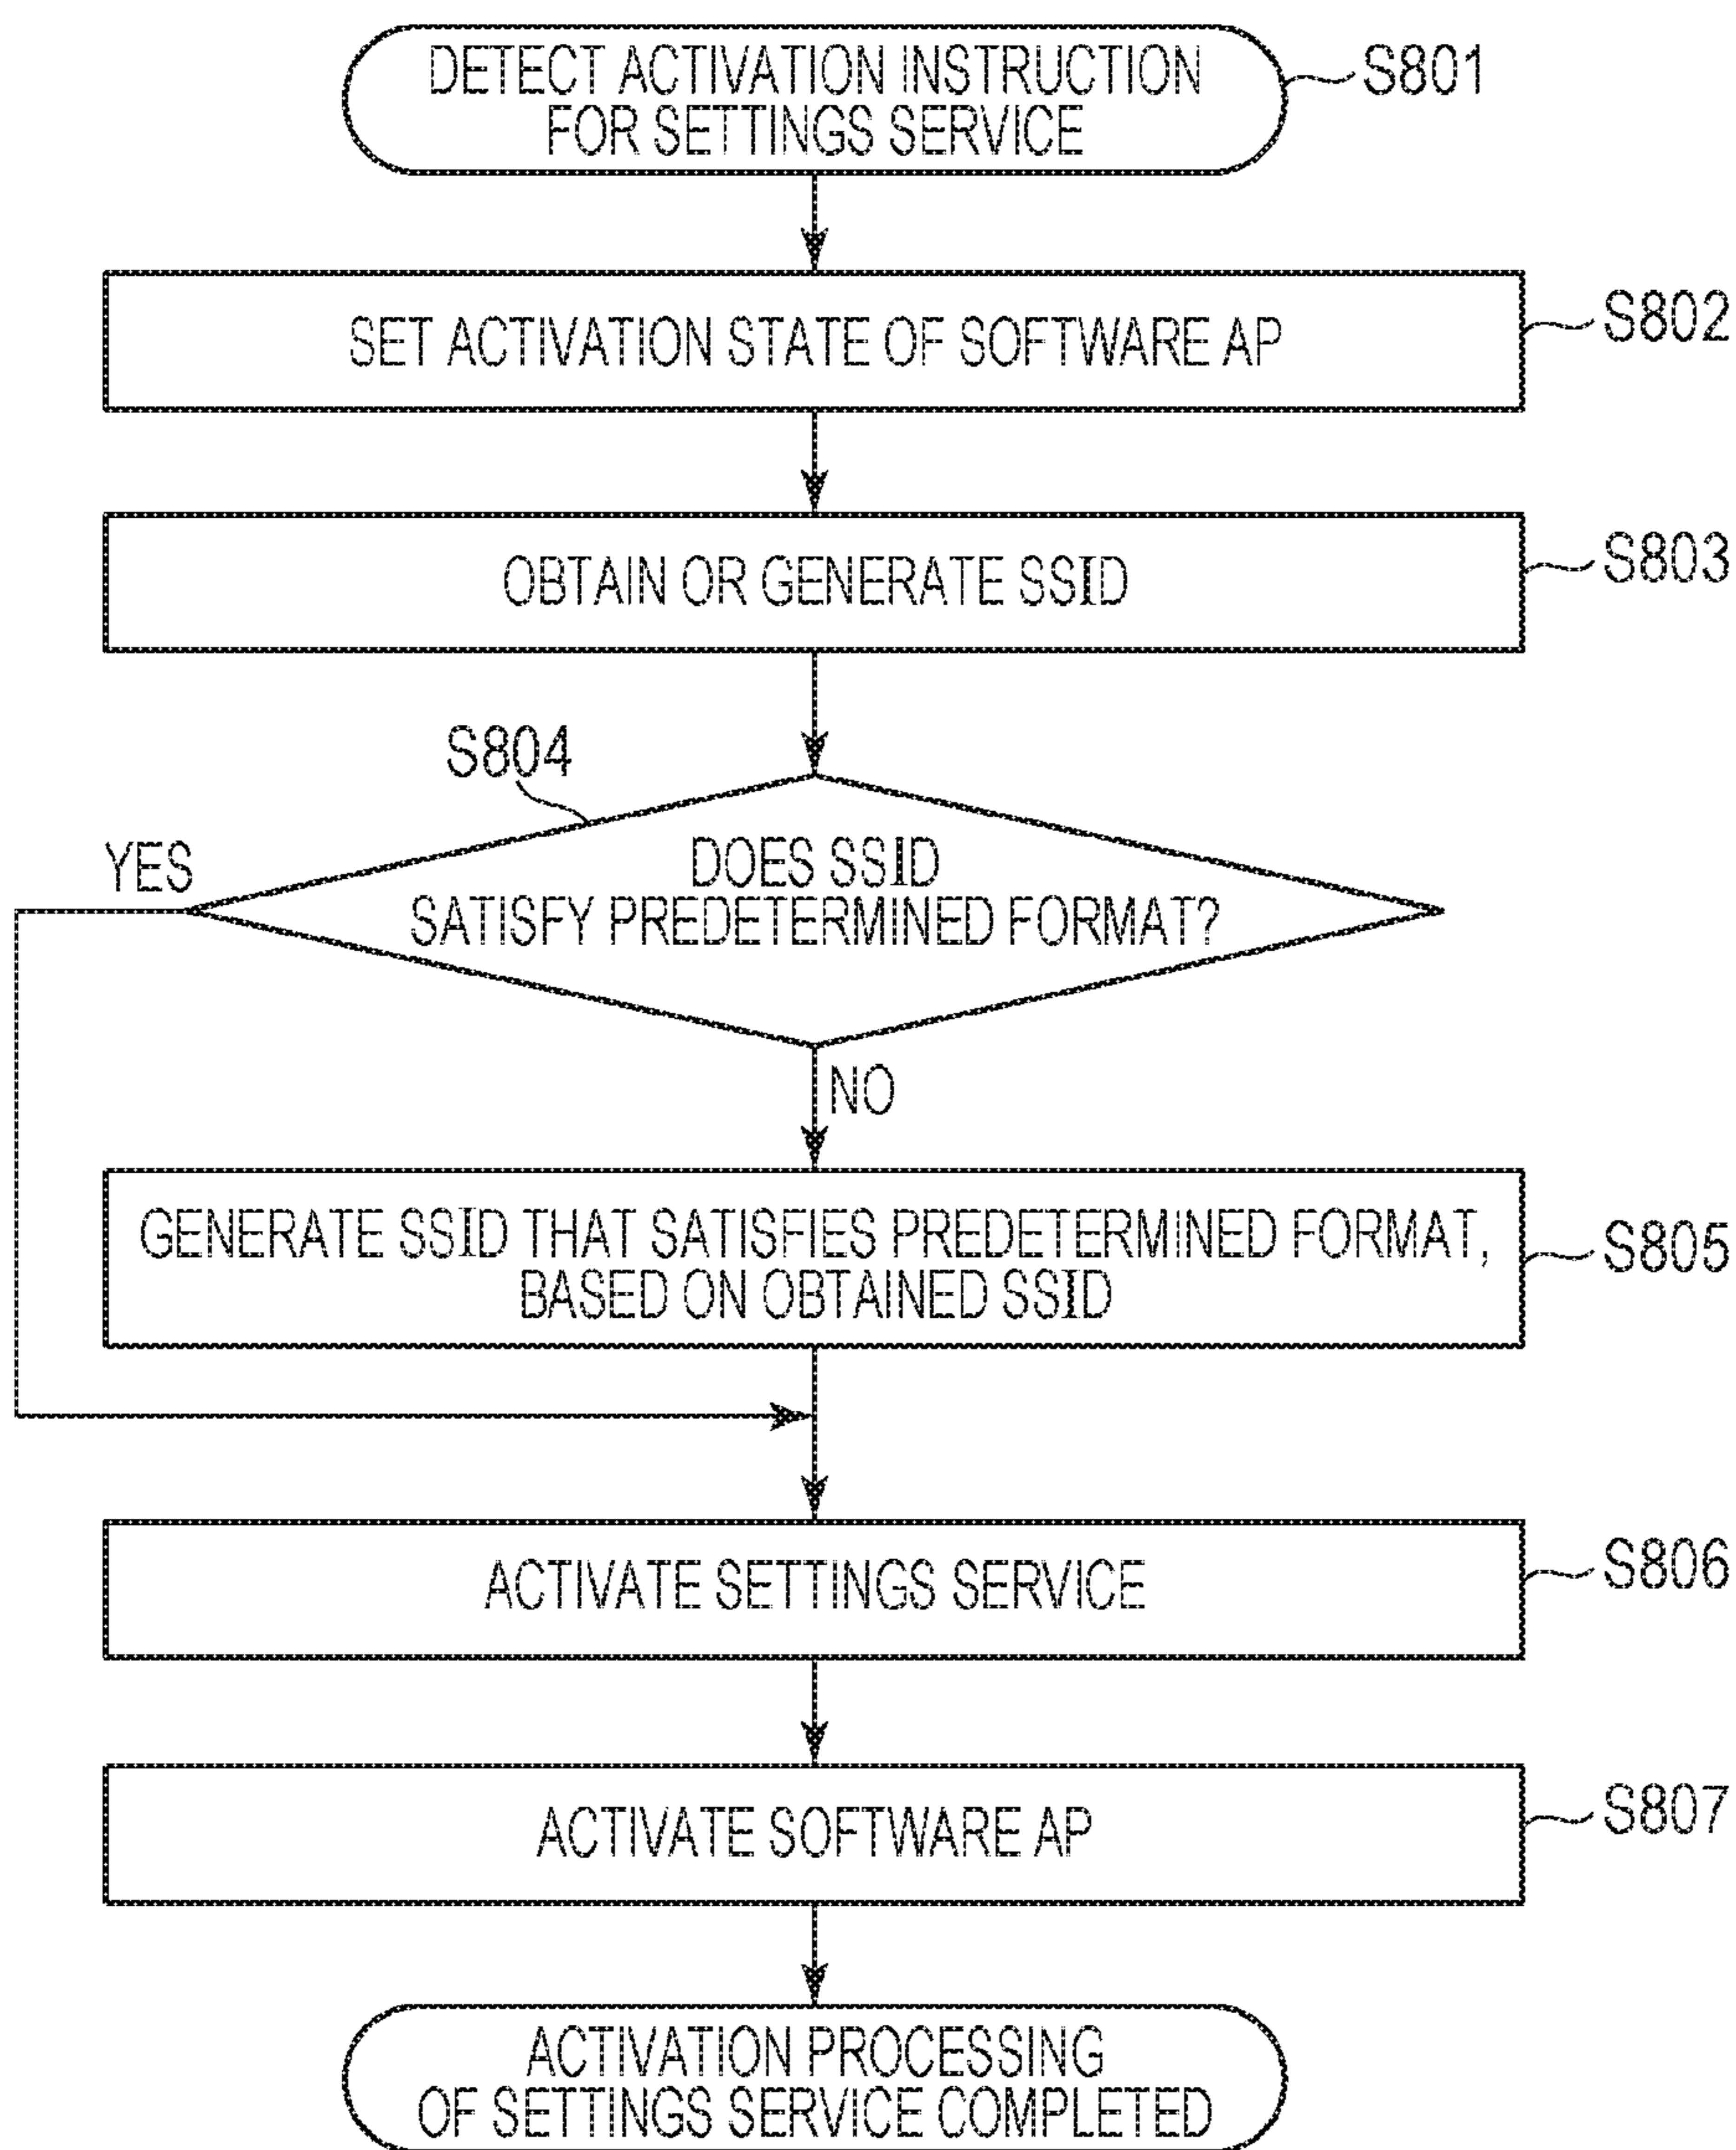 DETECT ACTIVATION INSTRUCTION
FOR SETTINGS SERVICE
S801
SET ACTIVATION STATE OF SOFTWARE AP
S802
OBTAIN OR GENERATE SSID
S803
S804
YES
DOES SSID
SATISFY PREDETERMINED FORMAT?
NO
GENERATE SSID THAT SATISFIES PREDETERMINED FORMAT,
BASED ON OBTAINED SSID
S805
ACTIVATE SETTINGS SERVICE
S806
ACTIVATE SOFTWARE AP
S807
ACTIVATION PROCESSING
OF SETTINGS SERVICE COMPLETED